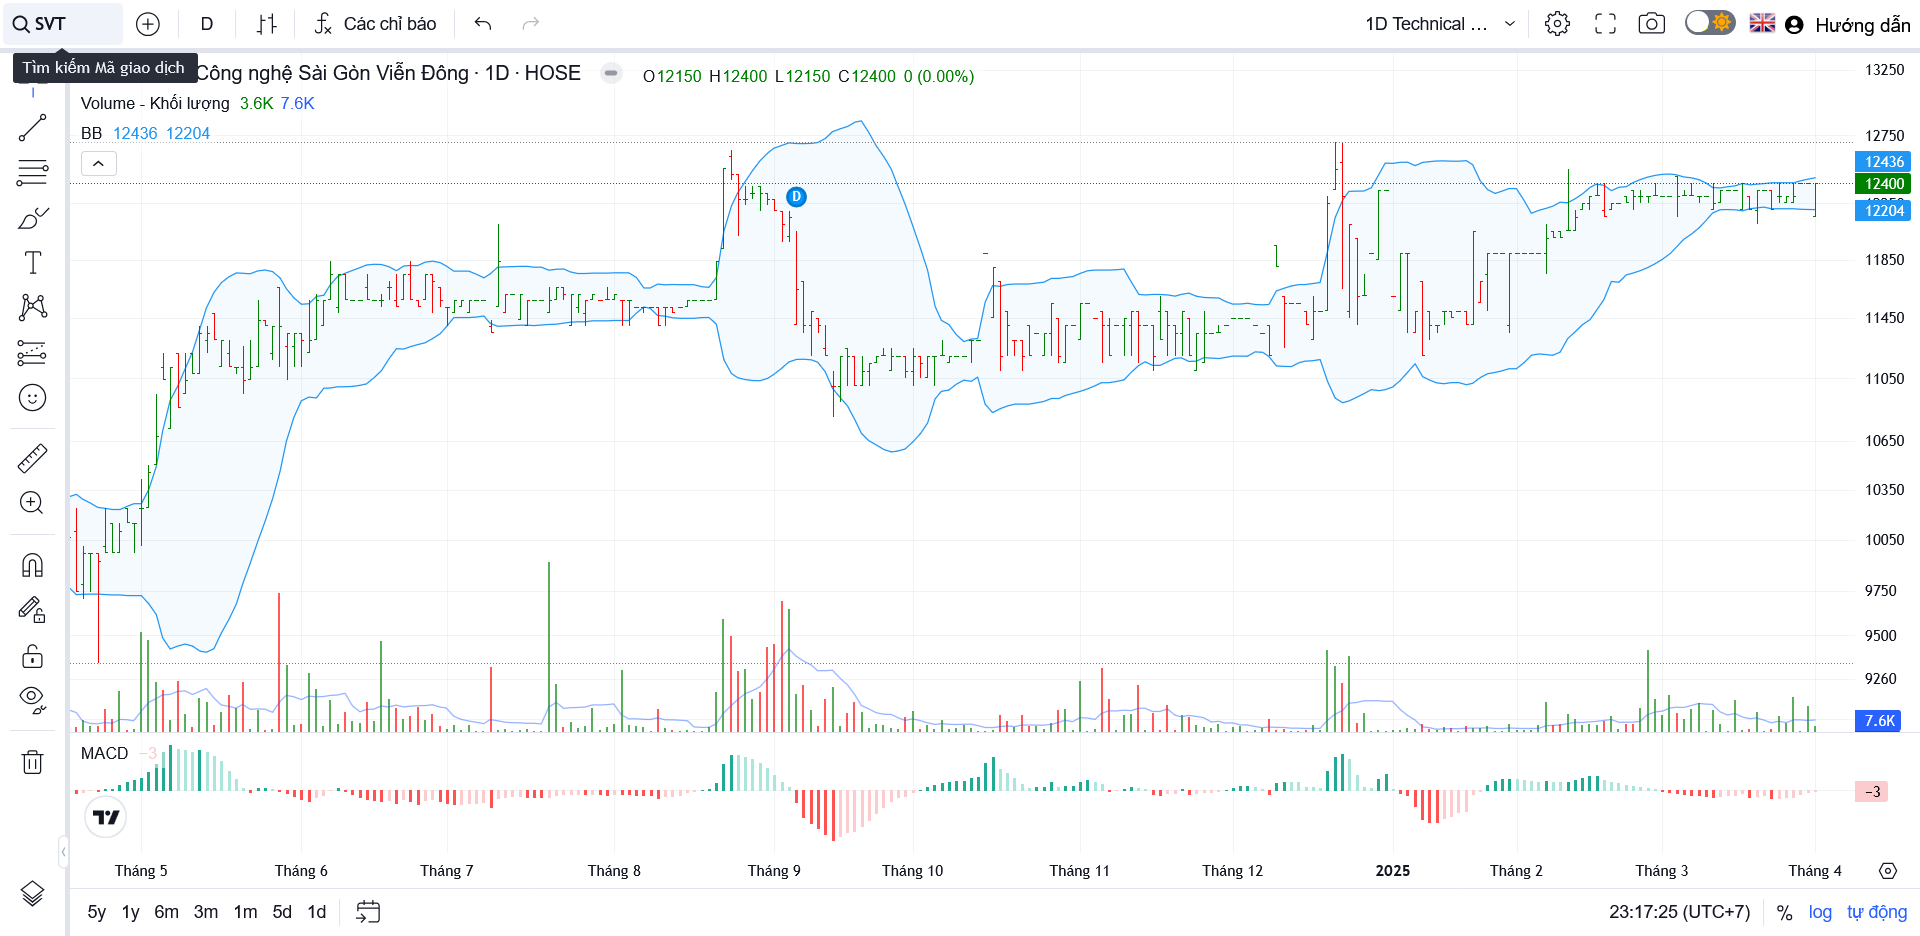 SVT
D
Các chỉ báo
1D Technical ...
Hướng dẫn
Tìm kiếm Mã giao dịch
Công nghệ Sài Gòn Viễn Đông · 1D · HOSE
O12150 H12400 L12150 C12400 0 (0.00%)
Volume - Khối lượng 3.6K 7.6K
BB 12436 12204
D
13250
12750
12436
12400
12204
11850
11450
11050
10650
10350
10050
9750
9500
9260
7.6K
MACD −3
−3
Tháng 5 Tháng 6 Tháng 7 Tháng 8 Tháng 9 Tháng 10 Tháng 11 Tháng 12 2025 Tháng 2 Tháng 3 Tháng 4
5y 1y 6m 3m 1m 5d 1d
23:17:25 (UTC+7) % log tự động